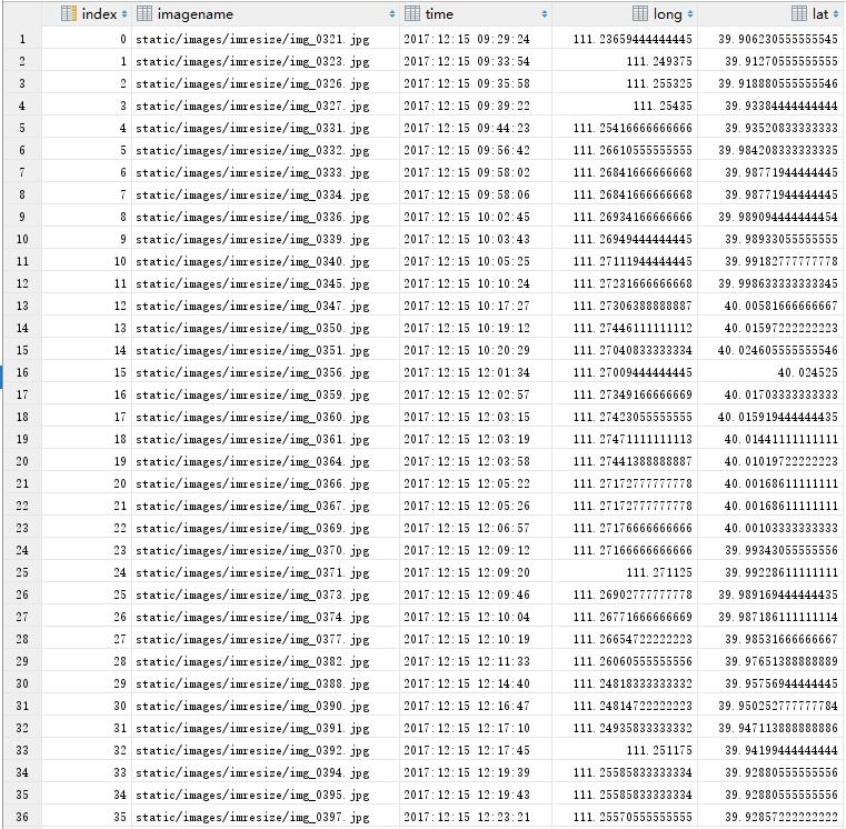 index imagename time long lat
1 0 static/images/imresize/img_0321.jpg 2017:12:15 09:29:24 111.23659444444445 39.906230555555545
2 1 static/images/imresize/img_0323.jpg 2017:12:15 09:33:54 111.249375 39.91270555555555
3 2 static/images/imresize/img_0326.jpg 2017:12:15 09:35:58 111.255325 39.918880555555546
4 3 static/images/imresize/img_0327.jpg 2017:12:15 09:39:22 111.25435 39.93384444444444
5 4 static/images/imresize/img_0331.jpg 2017:12:15 09:44:23 111.25416666666666 39.93520833333333
6 5 static/images/imresize/img_0332.jpg 2017:12:15 09:56:42 111.26610555555555 39.984208333333335
7 6 static/images/imresize/img_0333.jpg 2017:12:15 09:58:02 111.26841666666668 39.98771944444445
8 7 static/images/imresize/img_0334.jpg 2017:12:15 09:58:06 111.26841666666668 39.98771944444445
9 8 static/images/imresize/img_0336.jpg 2017:12:15 10:02:45 111.26934166666666 39.989094444444454
10 9 static/images/imresize/img_0339.jpg 2017:12:15 10:03:43 111.26949444444445 39.98933055555555
11 10 static/images/imresize/img_0340.jpg 2017:12:15 10:05:25 111.27111944444445 39.99182777777778
12 11 static/images/imresize/img_0345.jpg 2017:12:15 10:10:24 111.27231666666668 39.998633333333345
13 12 static/images/imresize/img_0347.jpg 2017:12:15 10:17:27 111.27306388888887 40.00581666666667
14 13 static/images/imresize/img_0350.jpg 2017:12:15 10:19:12 111.27446111111112 40.01597222222223
15 14 static/images/imresize/img_0351.jpg 2017:12:15 10:20:29 111.27040833333334 40.024605555555546
16 15 static/images/imresize/img_0356.jpg 2017:12:15 12:01:34 111.27009444444445 40.024525
17 16 static/images/imresize/img_0359.jpg 2017:12:15 12:02:57 111.27349166666669 40.01703333333333
18 17 static/images/imresize/img_0360.jpg 2017:12:15 12:03:15 111.27423055555555 40.015919444444435
19 18 static/images/imresize/img_0361.jpg 2017:12:15 12:03:19 111.27471111111113 40.01441111111111
20 19 static/images/imresize/img_0364.jpg 2017:12:15 12:03:58 111.27441388888887 40.01019722222223
21 20 static/images/imresize/img_0366.jpg 2017:12:15 12:05:22 111.27172777777778 40.00168611111111
22 21 static/images/imresize/img_0367.jpg 2017:12:15 12:05:26 111.27172777777778 40.00168611111111
23 22 static/images/imresize/img_0369.jpg 2017:12:15 12:06:57 111.27176666666666 40.00103333333333
24 23 static/images/imresize/img_0370.jpg 2017:12:15 12:09:12 111.27166666666666 39.99343055555556
25 24 static/images/imresize/img_0371.jpg 2017:12:15 12:09:20 111.271125 39.99228611111111
26 25 static/images/imresize/img_0373.jpg 2017:12:15 12:09:46 111.26902777777778 39.989169444444435
27 26 static/images/imresize/img_0374.jpg 2017:12:15 12:10:04 111.26771666666669 39.987186111111114
28 27 static/images/imresize/img_0377.jpg 2017:12:15 12:10:19 111.26654722222223 39.98531666666667
29 28 static/images/imresize/img_0382.jpg 2017:12:15 12:11:33 111.26060555555556 39.97651388888889
30 29 static/images/imresize/img_0388.jpg 2017:12:15 12:14:40 111.24818333333332 39.95756944444445
31 30 static/images/imresize/img_0390.jpg 2017:12:15 12:16:47 111.24814722222223 39.950252777777784
32 31 static/images/imresize/img_0391.jpg 2017:12:15 12:17:10 111.24935833333332 39.947113888888886
33 32 static/images/imresize/img_0392.jpg 2017:12:15 12:17:45 111.251175 39.94199444444444
34 33 static/images/imresize/img_0394.jpg 2017:12:15 12:19:39 111.25585833333334 39.92880555555556
35 34 static/images/imresize/img_0395.jpg 2017:12:15 12:19:43 111.25585833333334 39.92880555555556
36 35 static/images/imresize/img_0397.jpg 2017:12:15 12:23:21 111.25570555555555 39.92857222222222